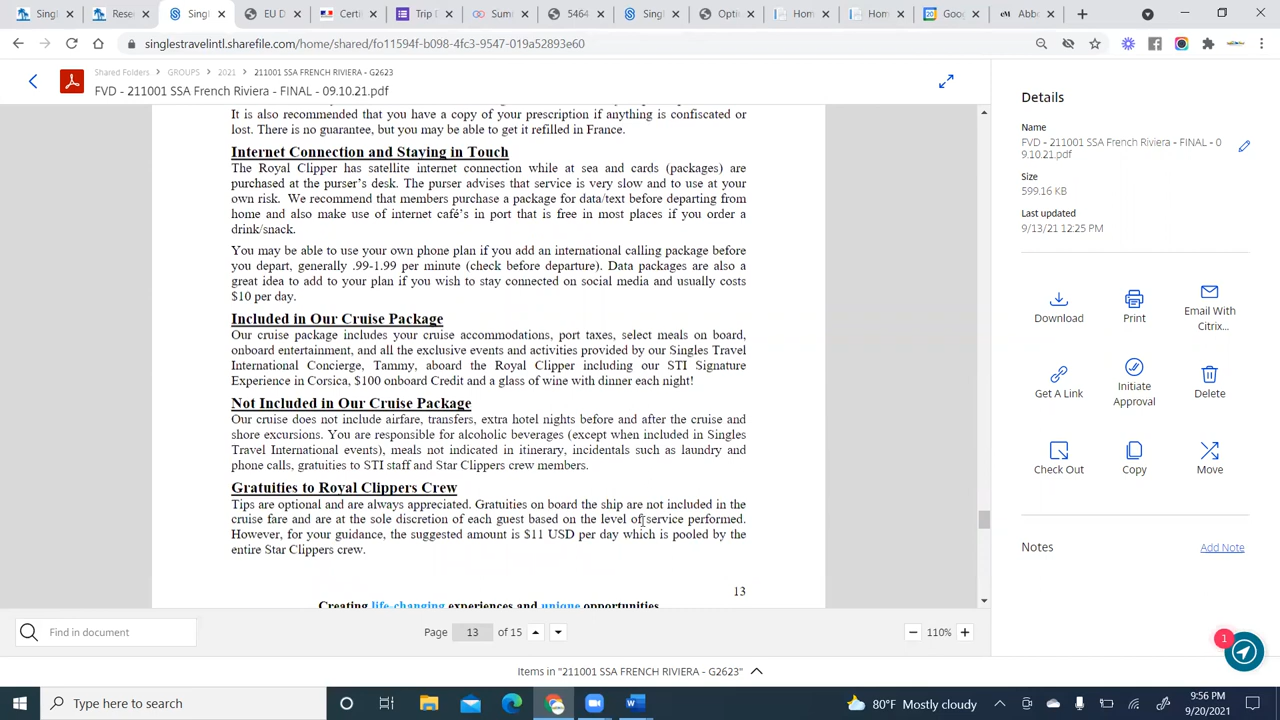 Rese
Singl
EU D
Certi
Trip D
Sum
5464
Singl
Optic
Hom
Hom
Goo
Abbe
singlestravelintl.sharefile.com/home/shared/fo11594f-b098-4fc3-9547-019a52893e60
Shared Folders > GROUPS > 2021 > 211001 SSA FRENCH RIVIERA - G2623
FVD - 211001 SSA French Riviera - FINAL - 09.10.21.pdf
It is also recommended that you have a copy of your prescription if anything is confiscated or
lost. There is no guarantee, but you may be able to get it refilled in France.
Internet Connection and Staying in Touch
The Royal Clipper has satellite internet connection while at sea and cards (packages) are
purchased at the purser's desk. The purser advises that service is very slow and to use at your
own risk. We recommend that members purchase a package for data/text before departing from
home and also make use of internet café's in port that is free in most places if you order a
drink/snack.
You may be able to use your own phone plan if you add an international calling package before
you depart, generally .99-1.99 per minute (check before departure). Data packages are also a
great idea to add to your plan if you wish to stay connected on social media and usually costs
$10 per day.
Included in Our Cruise Package
Our cruise package includes your cruise accommodations, port taxes, select meals on board,
onboard entertainment, and all the exclusive events and activities provided by our Singles Travel
International Concierge, Tammy, aboard the Royal Clipper including our STI Signature
Experience in Corsica, $100 onboard Credit and a glass of wine with dinner each night!
Not Included in Our Cruise Package
Our cruise does not include airfare, transfers, extra hotel nights before and after the cruise and
shore excursions. You are responsible for alcoholic beverages (except when included in Singles
Travel International events), meals not indicated in itinerary, incidentals such as laundry and
phone calls, gratuities to STI staff and Star Clippers crew members.
Gratuities to Royal Clippers Crew
Tips are optional and are always appreciated. Gratuities on board the ship are not included in the
cruise fare and are at the sole discretion of each guest based on the level of service performed.
However, for your guidance, the suggested amount is $11 USD per day which is pooled by the
entire Star Clippers crew.
13
Creating life-changing experiences and unique opportunities
Details
Name
FVD - 211001 SSA French Riviera - FINAL - 0
9.10.21.pdf
Size
599.16 KB
Last updated
9/13/21 12:25 PM
Download
Print
Email With
Citrix...
Get A Link
Initiate
Approval
Delete
Check Out
Copy
Move
Notes
Add Note
1
Find in document
Page 13 of 15
110%
Items in "211001 SSA FRENCH RIVIERA - G2623"
Type here to search
80°F Mostly cloudy
9:56 PM
9/20/2021